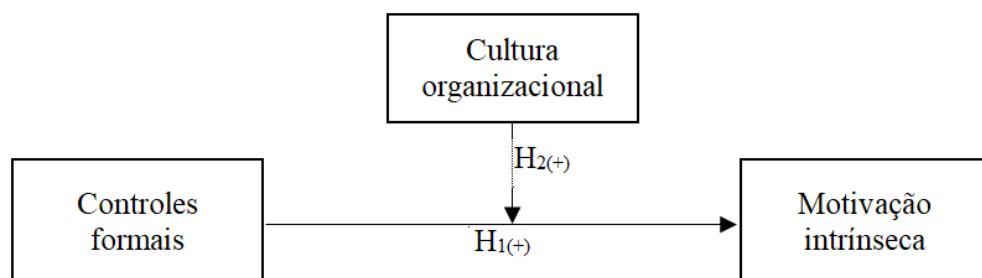 Cultura
organizacional
H2(+)
Controles
formais
H1(+)
Motivação
intrínseca